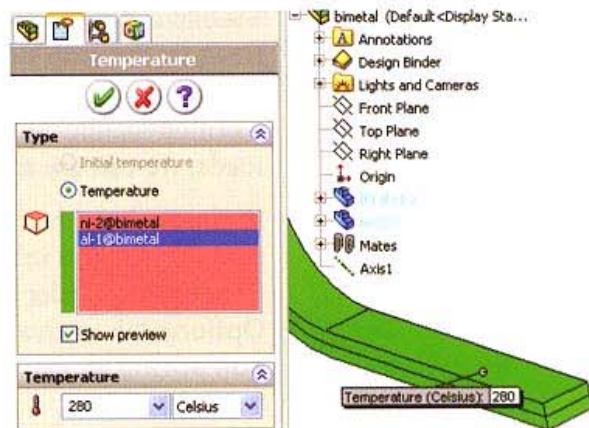 Temperature
Type
Initial temperature
Temperature
ni-2@bimetal
al-1@bimetal
Show preview
Temperature
280
Celsius
bimetal (Default<Display Sta...
Annotations
Design Binder
Lights and Cameras
Front Plane
Top Plane
Right Plane
Origin
Mates
Axis1
Temperature (Celsius): 280